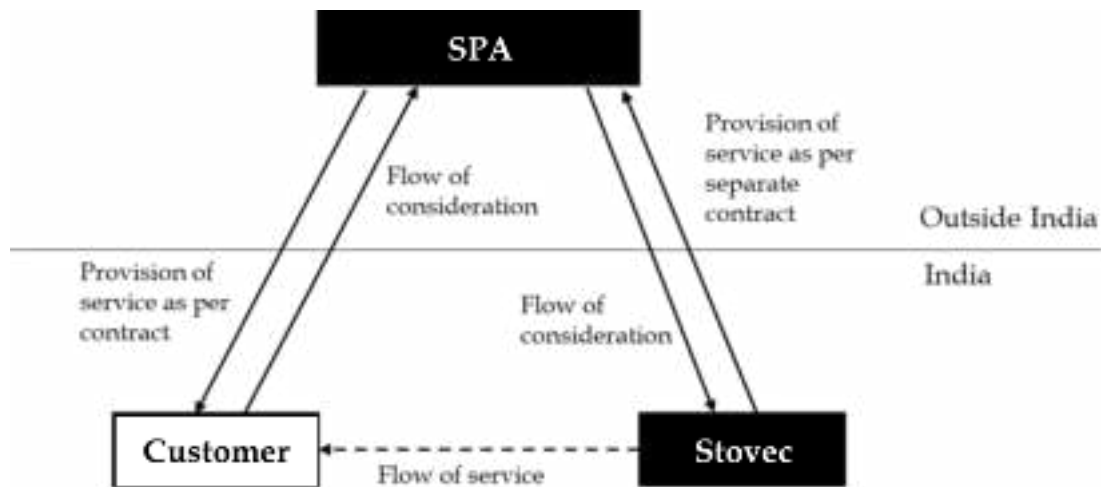 SPA
Provision of
service as per
separate
contract
Flow of
consideration
Outside India
India
Provision of
service as per
contract
Flow of
consideration
Customer
Stovec
Flow of service